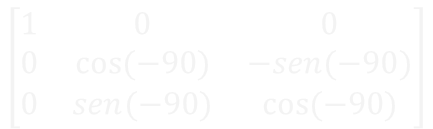 1 0 0
0 cos(−90) −sen(−90)
0 sen(−90) cos(−90)